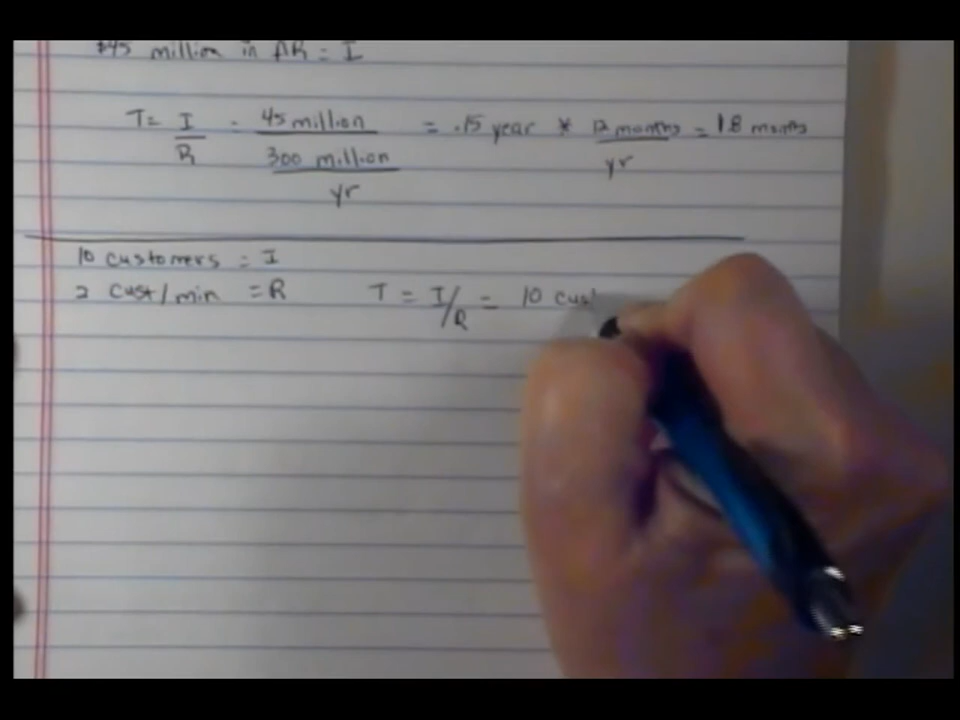 $45 million in AR = I
T = I/R = 45 million / 300 million/yr = .15 year * 12 months/yr = 1.8 months
10 customers = I
2 cust/min = R T = I/R = 10 cust